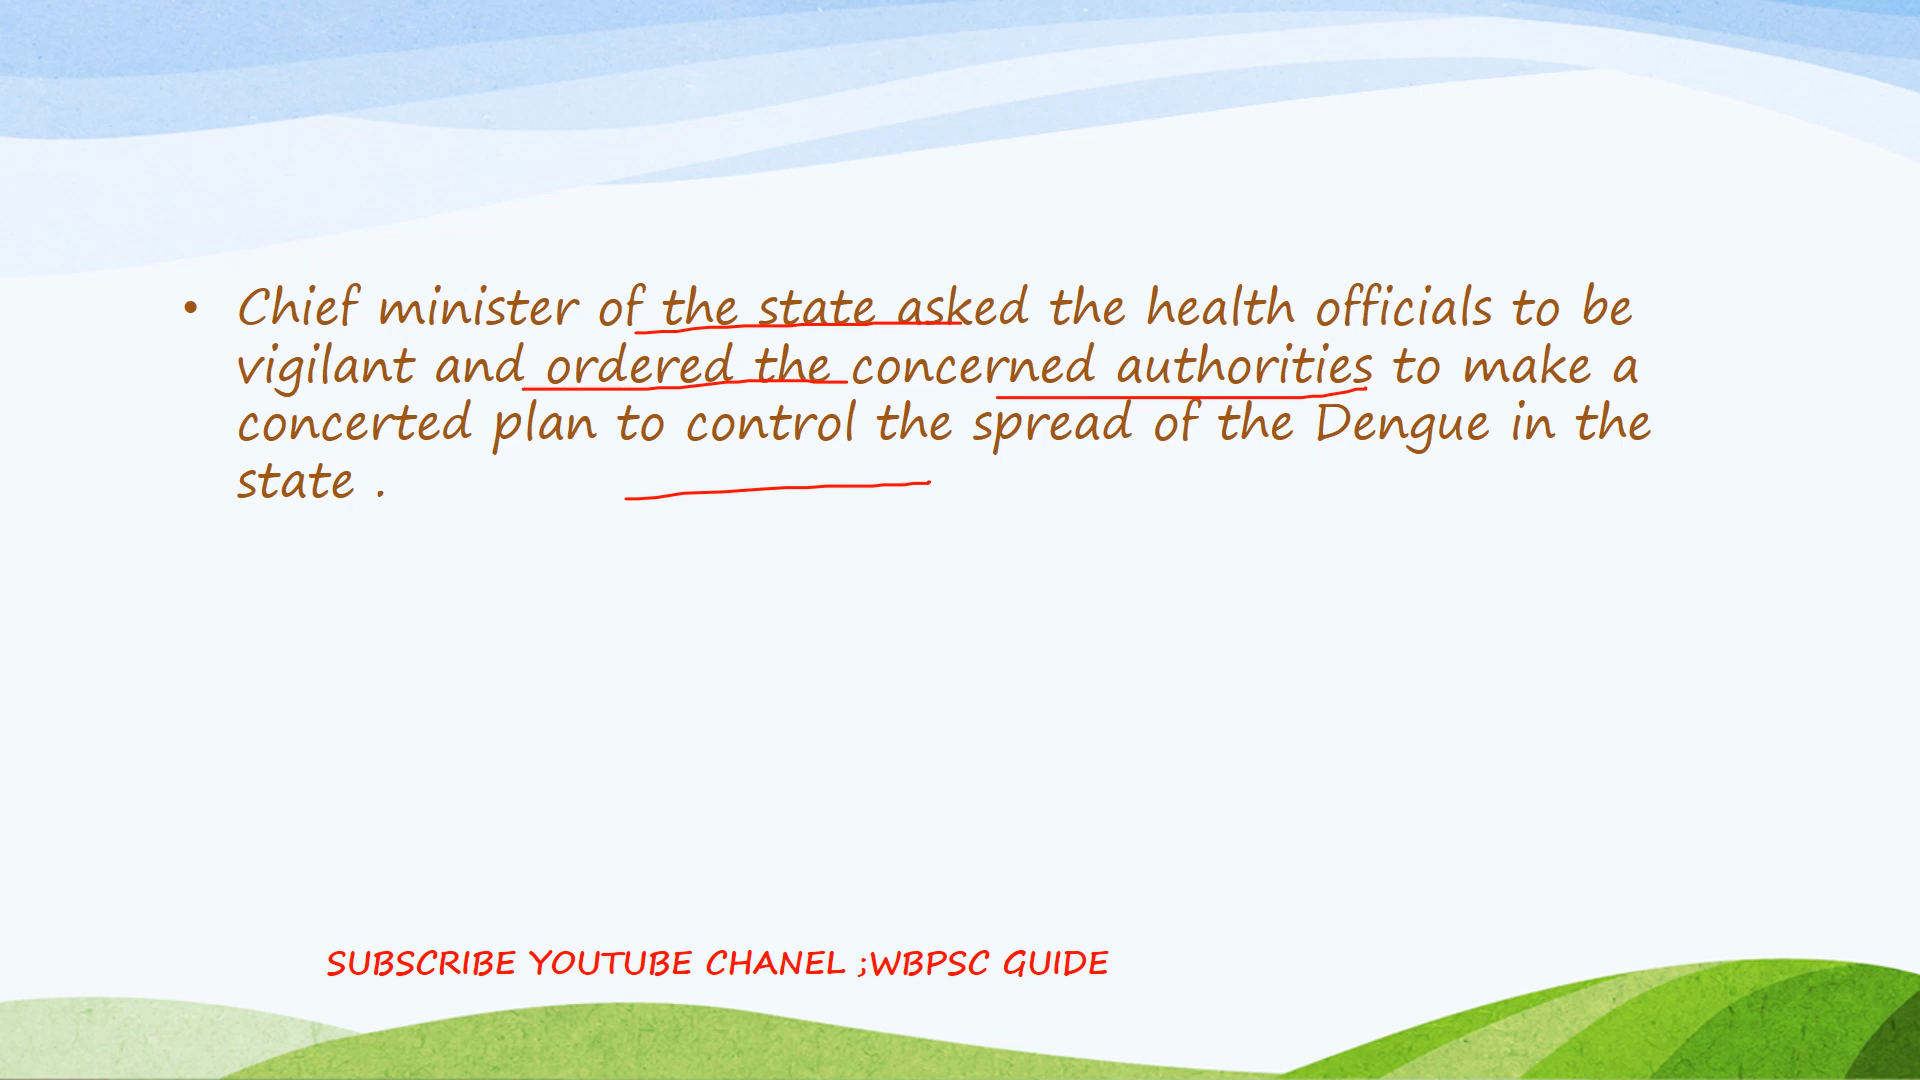 • Chief minister of the state asked the health officials to be
vigilant and ordered the concerned authorities to make a
concerted plan to control the spread of the Dengue in the
state .
SUBSCRIBE YOUTUBE CHANEL ;WBPSC GUIDE